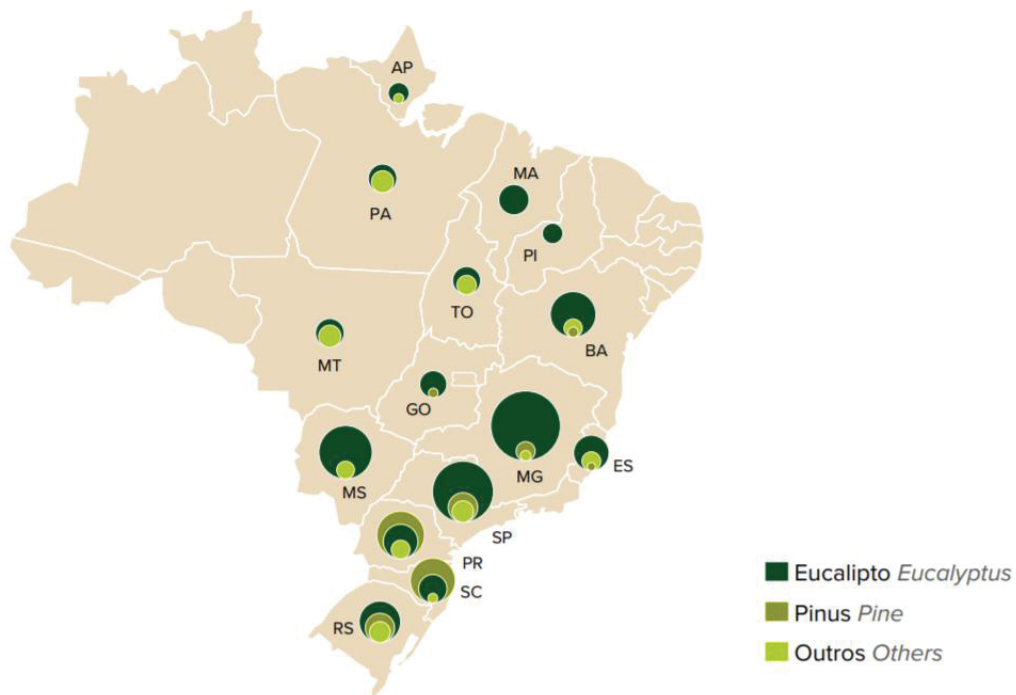 AP
MA
PA
PI
TO
BA
MT
GO
ES
MG
MS
SP
PR
SC
RS
Eucalipto Eucalyptus
Pinus Pine
Outros Others